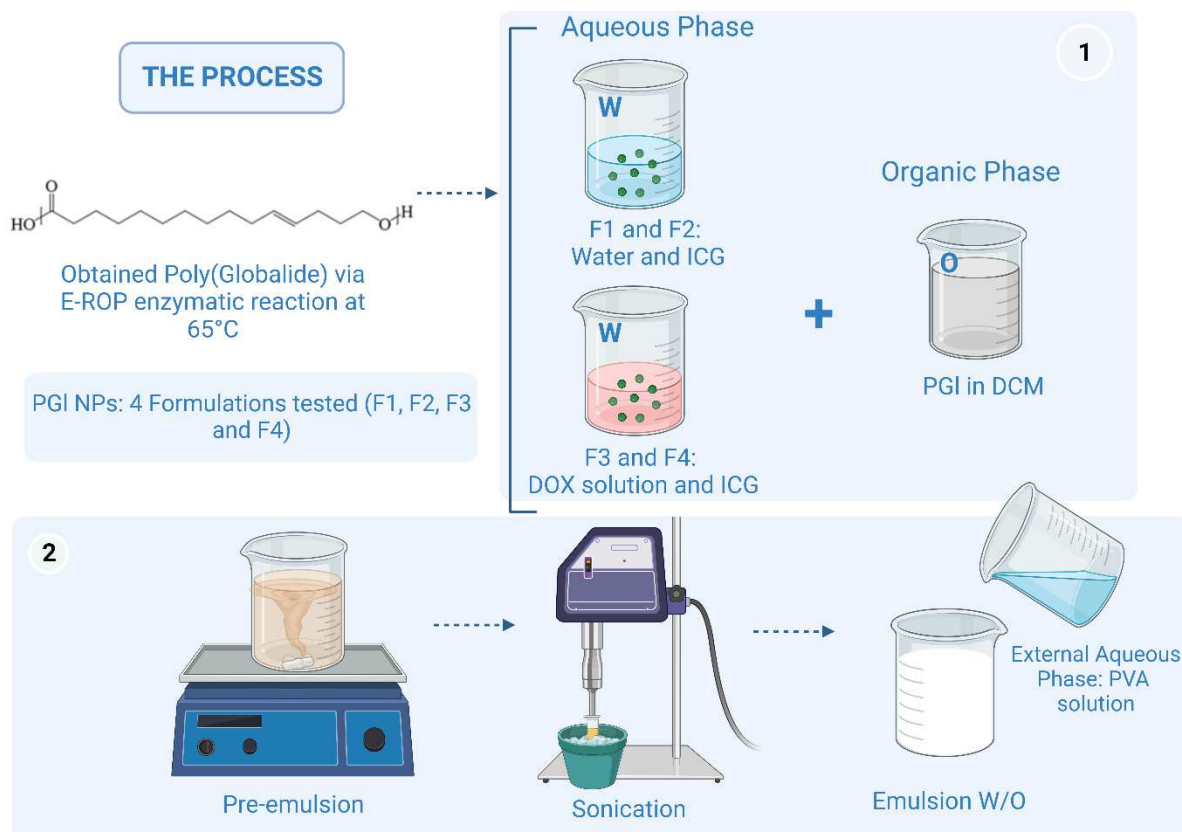 THE PROCESS
O
HO
O
H
Obtained Poly(Globalide) via
E-ROP enzymatic reaction at
65°C
PGl NPs: 4 Formulations tested (F1, F2, F3
and F4)
1
Aqueous Phase
W
F1 and F2:
Water and ICG
W
F3 and F4:
DOX solution and ICG
+
Organic Phase
O
PGl in DCM
2
Pre-emulsion
Sonication
Emulsion W/O
External Aqueous
Phase: PVA
solution